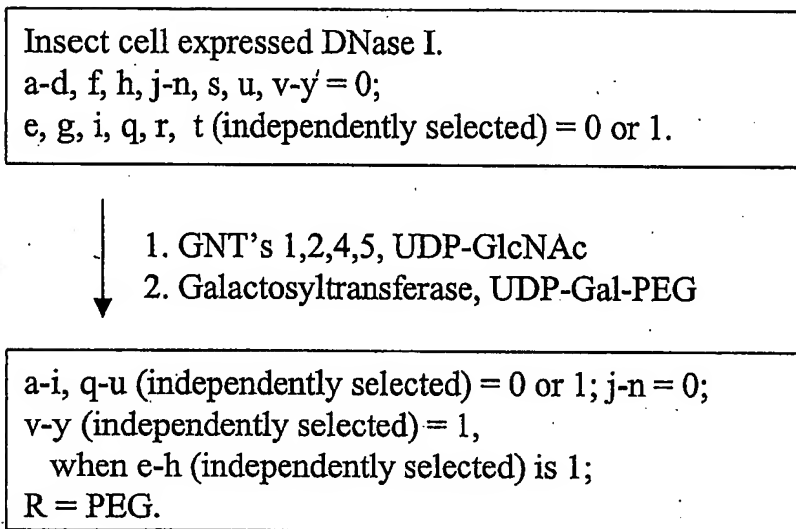 Insect cell expressed DNase I.
a-d, f, h, j-n, s, u, v-y = 0;
e, g, i, q, r, t (independently selected) = 0 or 1.
1. GNT's 1,2,4,5, UDP-GlcNAc
2. Galactosyltransferase, UDP-Gal-PEG
a-i, q-u (independently selected) = 0 or 1; j-n = 0;
v-y (independently selected) = 1,
when e-h (independently selected) is 1;
R = PEG.